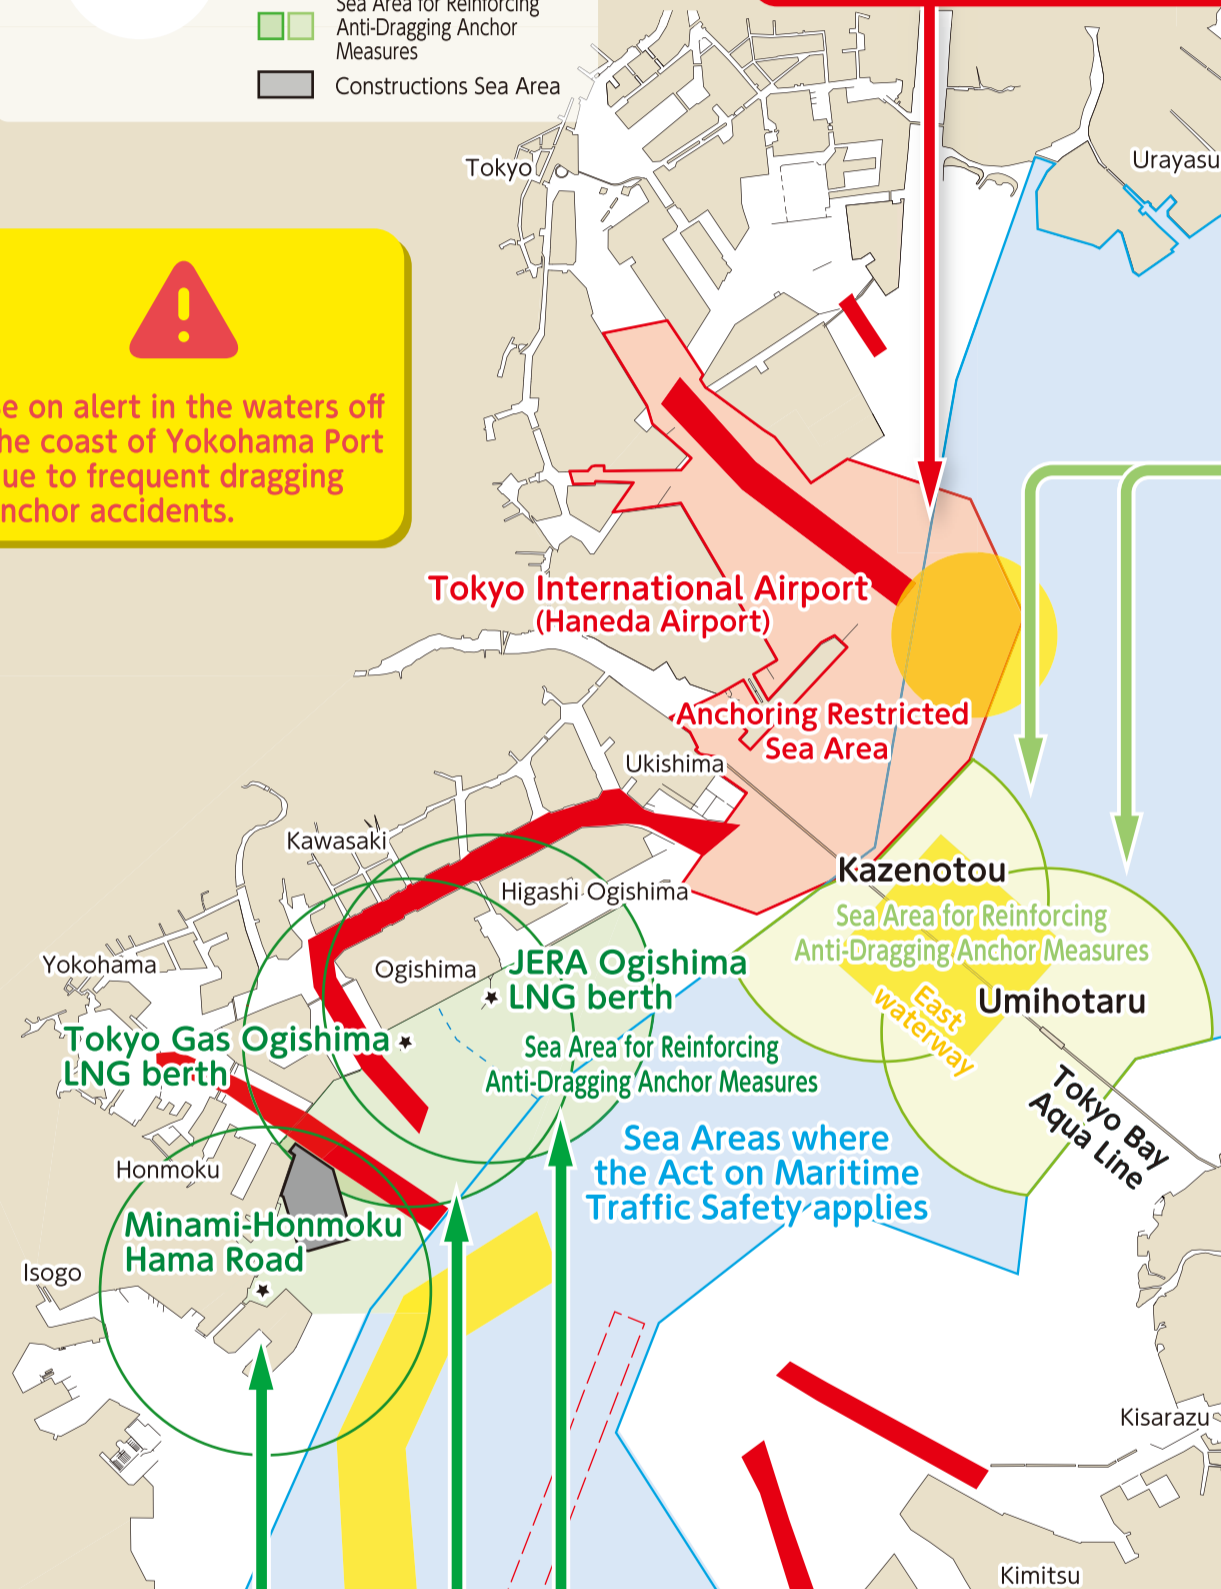 Sea Area for Reinforcing
Anti-Dragging Anchor
Measures
Constructions Sea Area
Tokyo
Urayasu
e on alert in the waters off
he coast of Yokohama Port
ue to frequent dragging
nchor accidents.
Tokyo International Airport
(Haneda Airport)
Anchoring Restricted
Sea Area
Ukishima
Kawasaki
Higashi Ogishima
Kazenotou
Sea Area for Reinforcing
Anti-Dragging Anchor Measures
Yokohama
Ogishima
JERA Ogishima
LNG berth
East
waterway
Umihotaru
Tokyo Gas Ogishima
LNG berth
Sea Area for Reinforcing
Anti-Dragging Anchor Measures
Tokyo Bay
Aqua Line
Sea Areas where
the Act on Maritime
Traffic Safety applies
Honmoku
Minami-Honmoku
Hama Road
Isogo
Kisarazu
Kimitsu